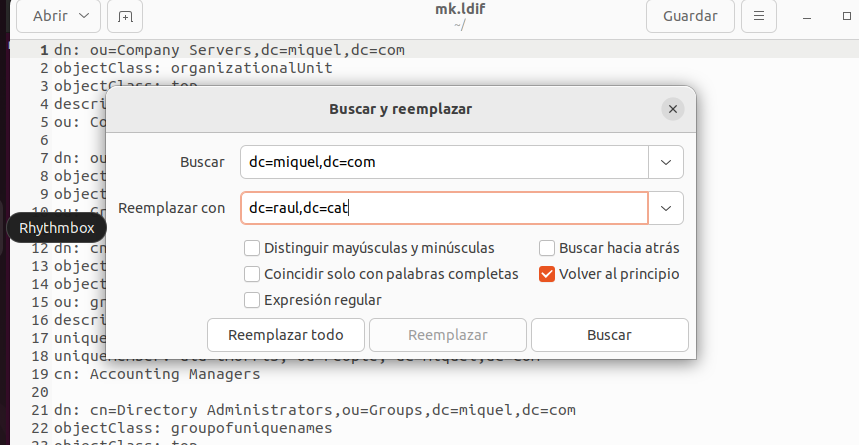 Abrir
mk.ldif
~/
Guardar
1 dn: ou=Company Servers,dc=miquel,dc=com
2 objectClass: organizationalUnit
3 objectClass: top
4 descri
5 ou: Co
6
7 dn: ou
8 object
9 object
12 dn: cn
13 object
14 object
15 ou: gr
16 descri
17 unique
18
19 cn: Accounting Managers
20
21 dn: cn=Directory Administrators,ou=Groups,dc=miquel,dc=com
22 objectClass: groupofuniquenames
23 objectClass: top
Rhythmbox
Buscar y reemplazar
Buscar dc=miquel,dc=com
Reemplazar con dc=raul,dc=cat
Distinguir mayúsculas y minúsculas Buscar hacia atrás
Coincidir solo con palabras completas Volver al principio
Expresión regular
Reemplazar todo Reemplazar Buscar